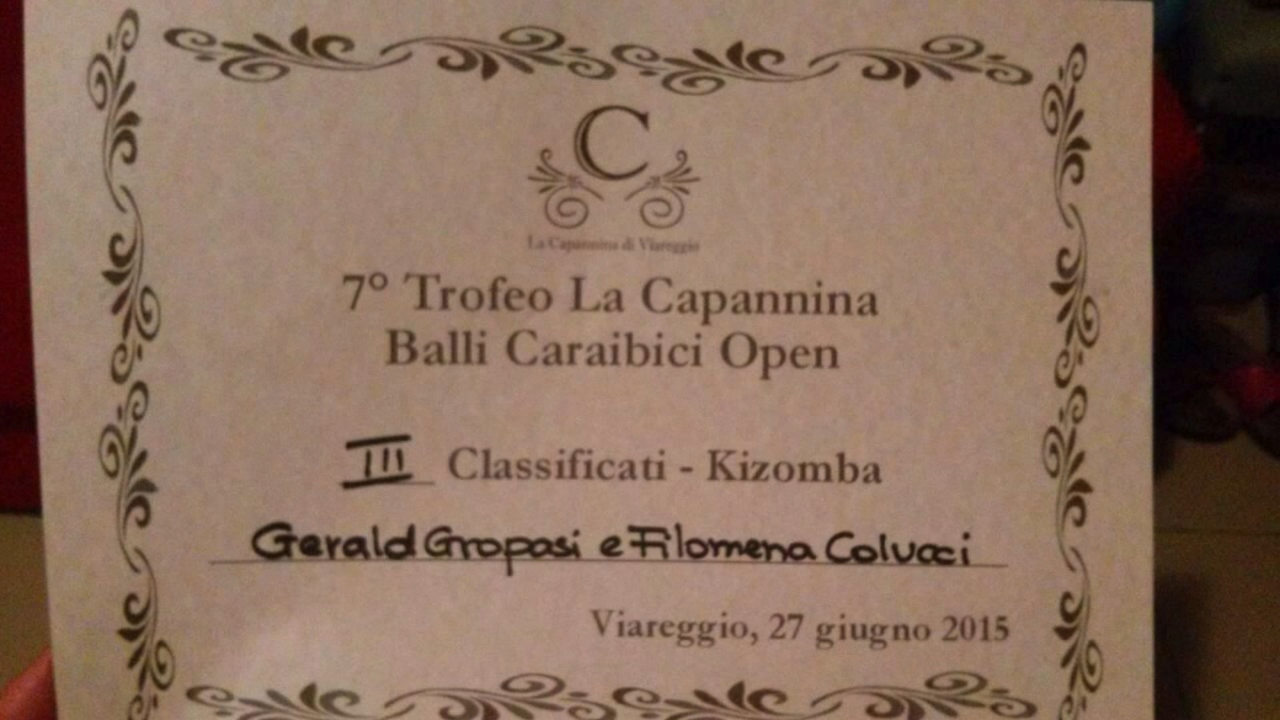 C
La Capannina di Viareggio
7° Trofeo La Capannina
Balli Caraibici Open
III Classificati - Kizomba
Gerald Gropasi e Filomena Colucci
Viareggio, 27 giugno 2015